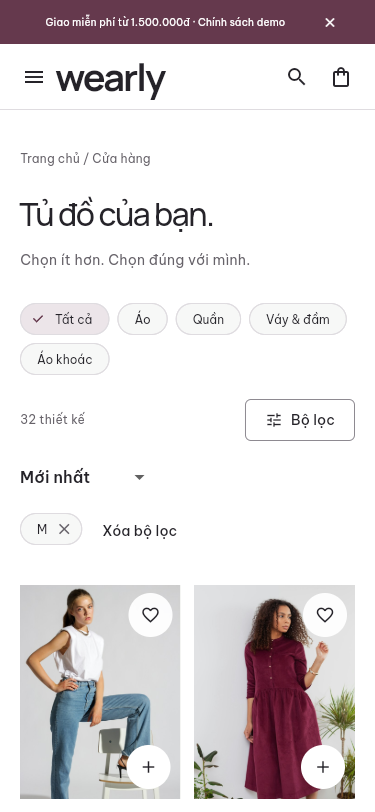 Giao miễn phí từ 1.500.000đ · Chính sách demo
wearly
Trang chủ / Cửa hàng
Tủ đồ của bạn.
Chọn ít hơn. Chọn đúng với mình.
Tất cả
Áo
Quần
Váy & đầm
Áo khoác
32 thiết kế
Bộ lọc
Mới nhất
M
Xóa bộ lọc